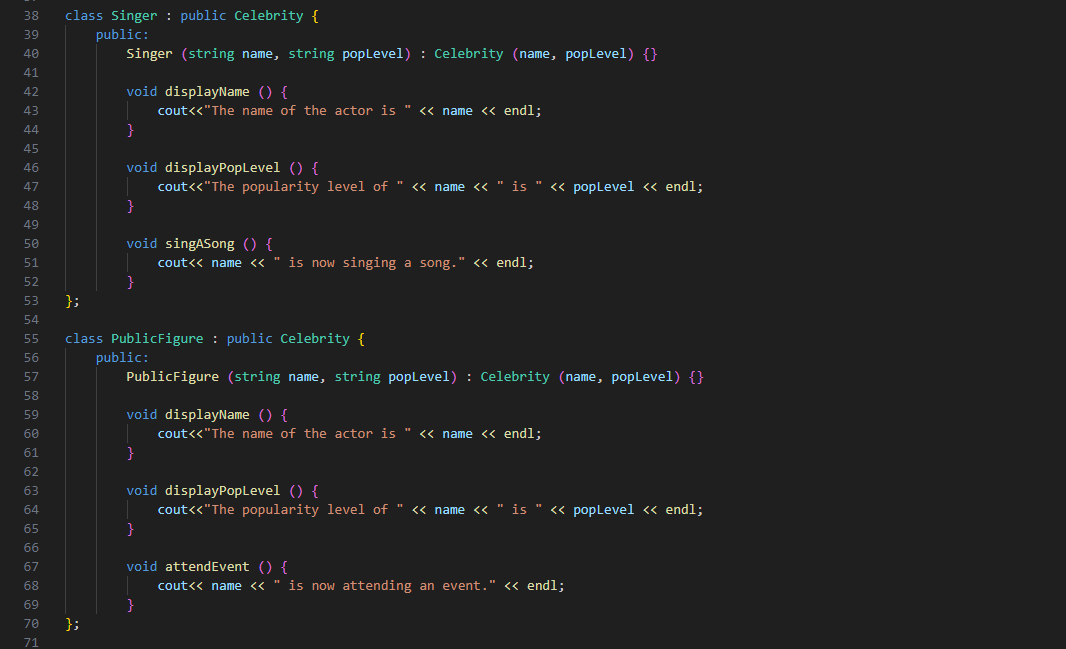 38 class Singer : public Celebrity {
39 public:
40 Singer (string name, string popLevel) : Celebrity (name, popLevel) {}
41
42 void displayName () {
43 cout<<"The name of the actor is " << name << endl;
44 }
45
46 void displayPopLevel () {
47 cout<<"The popularity level of " << name << " is " << popLevel << endl;
48 }
49
50 void singASong () {
51 cout<< name << " is now singing a song." << endl;
52 }
53 };
54
55 class PublicFigure : public Celebrity {
56 public:
57 PublicFigure (string name, string popLevel) : Celebrity (name, popLevel) {}
58
59 void displayName () {
60 cout<<"The name of the actor is " << name << endl;
61 }
62
63 void displayPopLevel () {
64 cout<<"The popularity level of " << name << " is " << popLevel << endl;
65 }
66
67 void attendEvent () {
68 cout<< name << " is now attending an event." << endl;
69 }
70 };
71